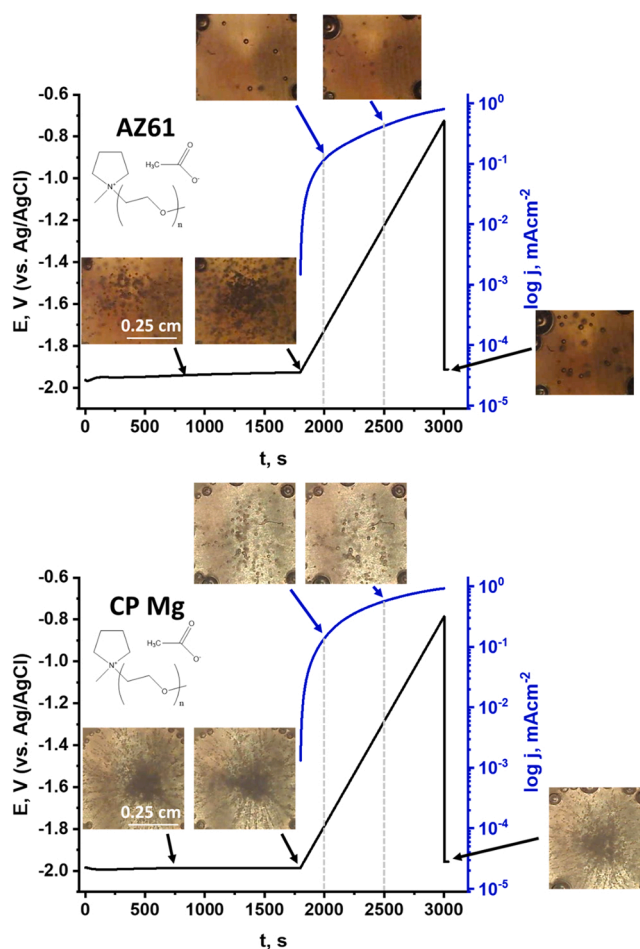 AZ61
E, V (vs. Ag/AgCl)
-0.6
-0.8
-1.0
-1.2
-1.4
-1.6
-1.8
-2.0
H₃C
O
O⁻
N⁺
O
n
0.25 cm
10⁰
10⁻¹
10⁻²
10⁻³
10⁻⁴
10⁻⁵
log j, mAcm⁻²
0 500 1000 1500 2000 2500 3000
t, s
CP Mg
E, V (vs. Ag/AgCl)
-0.6
-0.8
-1.0
-1.2
-1.4
-1.6
-1.8
-2.0
H₃C
O
O⁻
N⁺
O
n
0.25 cm
10⁰
10⁻¹
10⁻²
10⁻³
10⁻⁴
10⁻⁵
log j, mAcm⁻²
0 500 1000 1500 2000 2500 3000
t, s